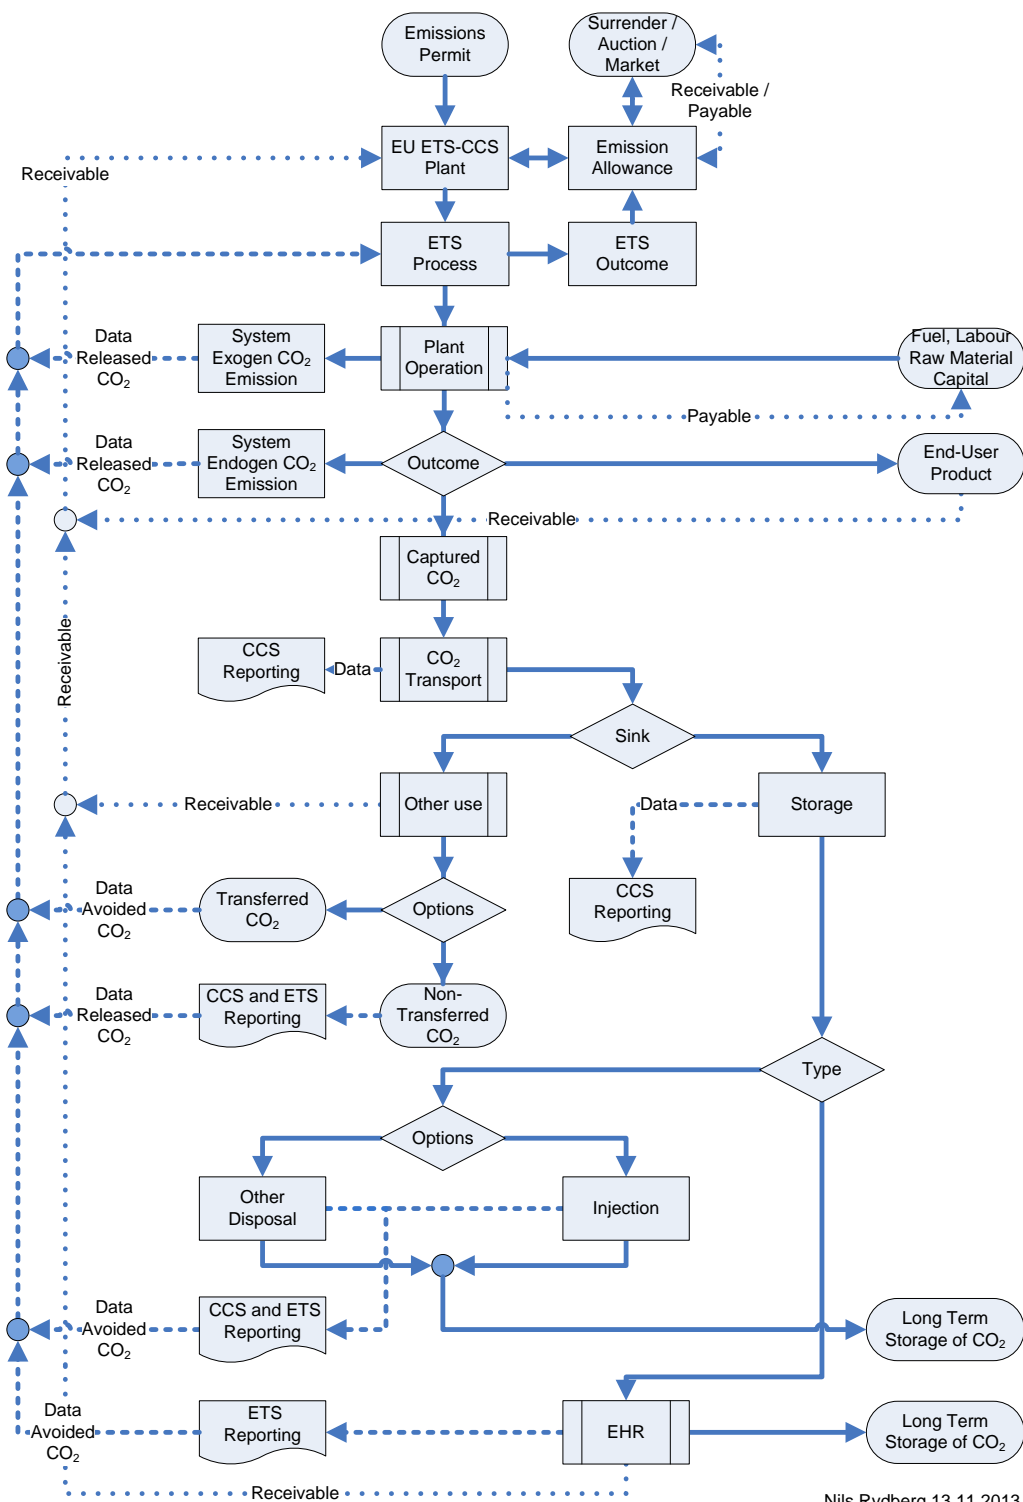 Emissions
Permit
Surrender /
Auction /
Market
Receivable /
Payable
EU ETS-CCS
Plant
Emission
Allowance
Receivable
ETS
Process
ETS
Outcome
Data
Released
CO₂
System
Exogen CO₂
Emission
Plant
Operation
Fuel, Labour
Raw Material
Capital
Payable
Data
Released
CO₂
System
Endogen CO₂
Emission
Outcome
End-User
Product
Receivable
Captured
CO₂
CCS
Reporting
Data
CO₂
Transport
Receivable
Sink
Receivable
Other use
Data
Storage
Data
Avoided
CO₂
Transferred
CO₂
Options
CCS
Reporting
Data
Released
CO₂
CCS and ETS
Reporting
Non-
Transferred
CO₂
Type
Options
Other
Disposal
Injection
Data
Avoided
CO₂
CCS and ETS
Reporting
Long Term
Storage of CO₂
Data
Avoided
CO₂
ETS
Reporting
EHR
Long Term
Storage of CO₂
Receivable
Nils Rydberg 13.11.2013